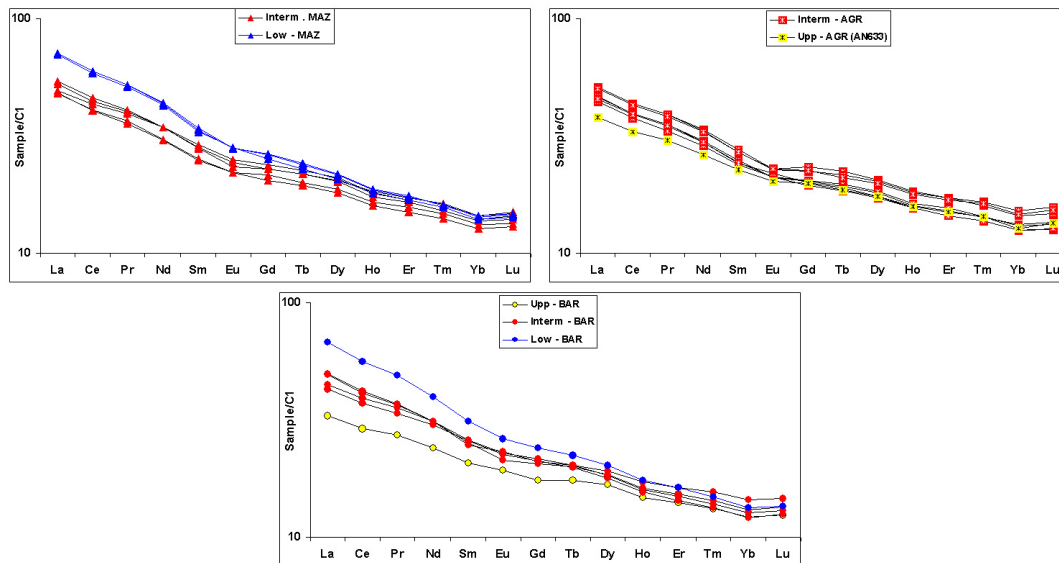 100
Interm . MAZ
Low - MAZ
Sample/C1
10
La Ce Pr Nd Sm Eu Gd Tb Dy Ho Er Tm Yb Lu
100
Interm - AGR
Upp - AGR (AN633)
Sample/C1
10
La Ce Pr Nd Sm Eu Gd Tb Dy Ho Er Tm Yb Lu
100
Upp - BAR
Interm - BAR
Low - BAR
Sample/C1
10
La Ce Pr Nd Sm Eu Gd Tb Dy Ho Er Tm Yb Lu